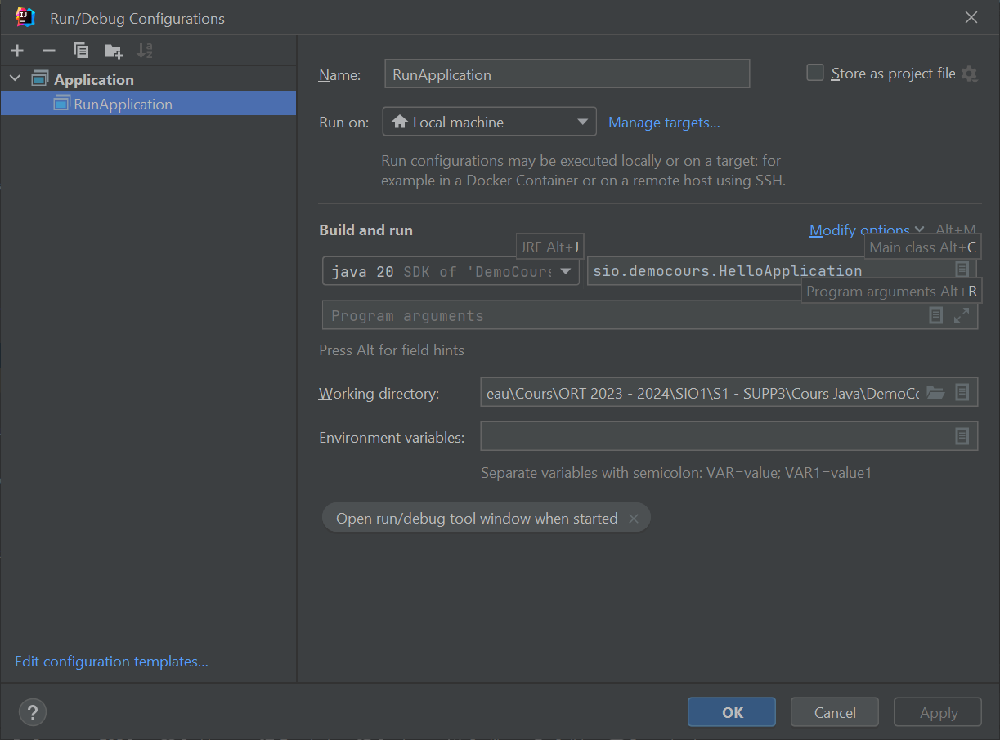 Run/Debug Configurations
Application
RunApplication
Name: RunApplication
Store as project file
Run on: Local machine Manage targets...
Run configurations may be executed locally or on a target: for
example in a Docker Container or on a remote host using SSH.
Build and run
Modify options Alt+M
JRE Alt+J
Main class Alt+C
java 20 SDK of 'DemoCours
sio.democours.HelloApplication
Program arguments Alt+R
Program arguments
Press Alt for field hints
Working directory: eau\Cours\ORT 2023 - 2024\SIO1\S1 - SUPP3\Cours Java\DemoCo
Environment variables:
Separate variables with semicolon: VAR=value; VAR1=value1
Open run/debug tool window when started
Edit configuration templates...
?
OK
Cancel
Apply